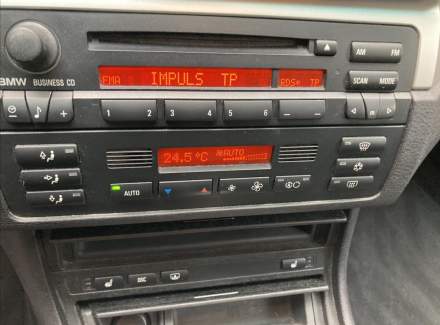 AM FM
FMA IMPULS TP RDS* TP
SCAN MODE
BMW BUSINESS CD
1 2 3 4 5 6
24.5°C AUTO
AUTO
DSC